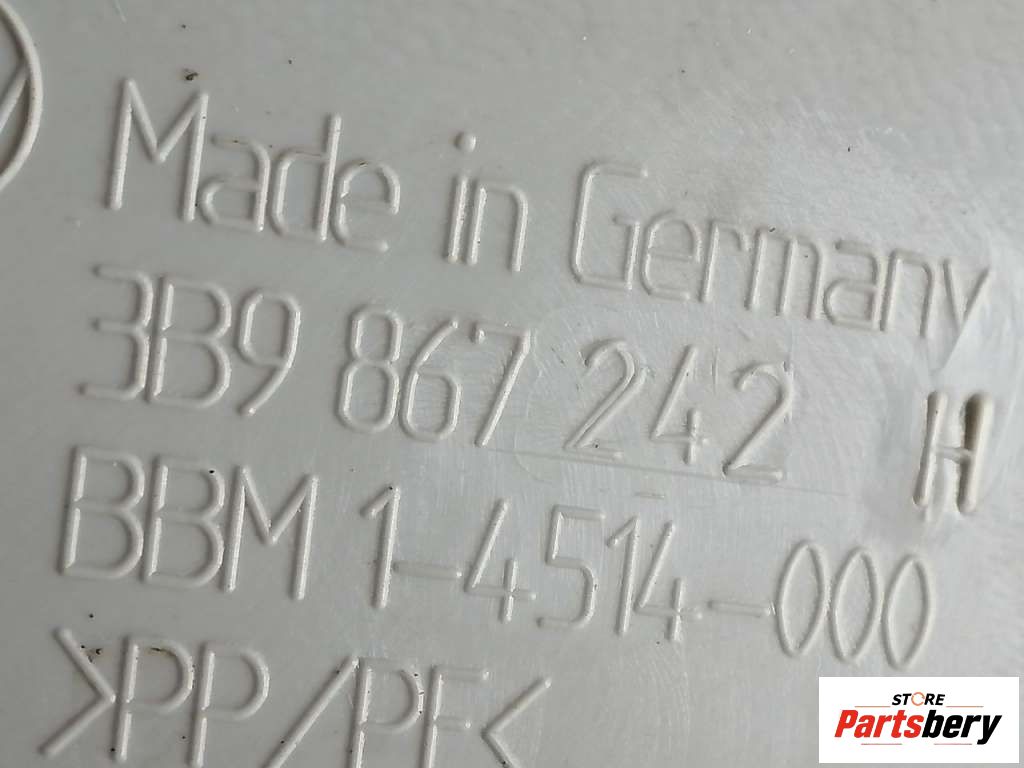 Made in Germany
3B9 867 242 H
BBM 1-4514-000
>PP/PE<
STORE
Partsbery